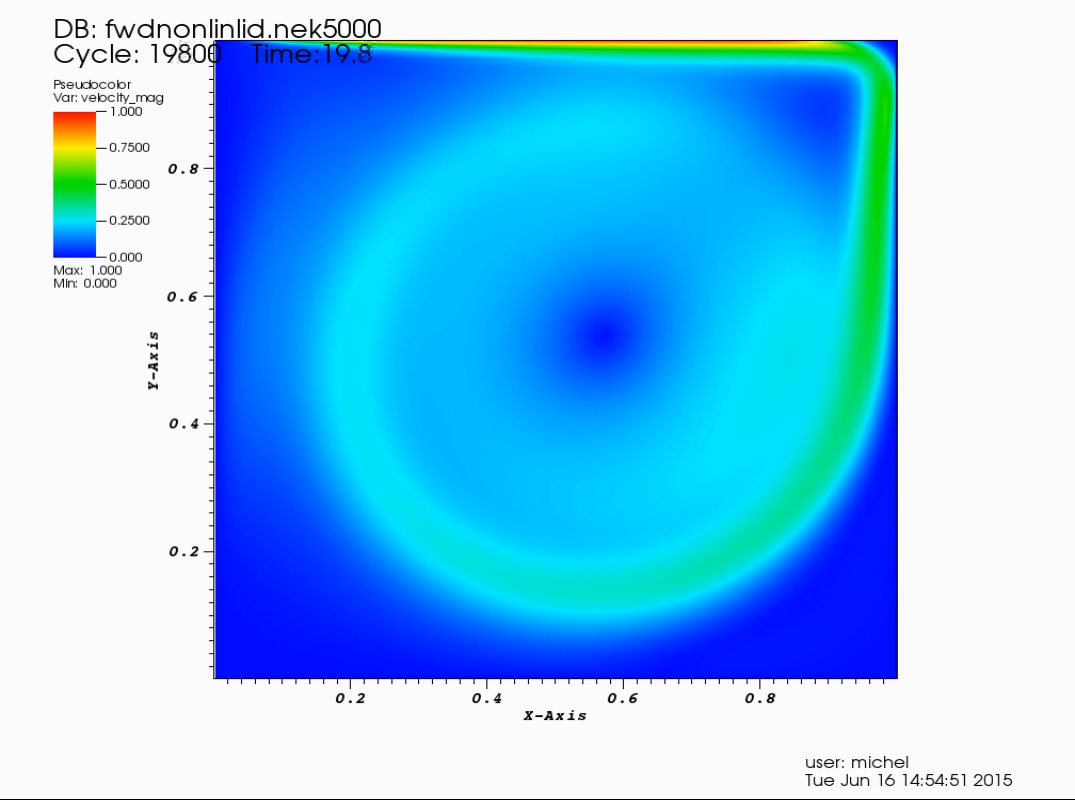 DB: fwdnonlinlid.nek5000
Cycle: 19800 Time:19.8
Pseudocolor
Var: velocity_mag
1.000
0.7500
0.5000
0.2500
0.000
Max: 1.000
Min: 0.000
0.8
0.6
0.4
0.2
Y-Axis
0.2 0.4 0.6 0.8
X-Axis
user: michel
Tue Jun 16 14:54:51 2015